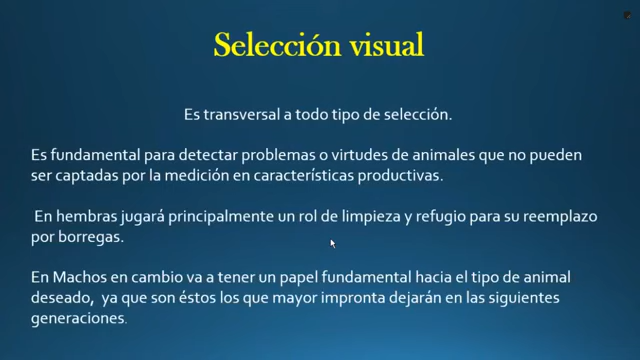 Selección visual
Es transversal a todo tipo de selección.
Es fundamental para detectar problemas o virtudes de animales que no pueden
ser captadas por la medición en características productivas.
En hembras jugará principalmente un rol de limpieza y refugio para su reemplazo
por borregas.
En Machos en cambio va a tener un papel fundamental hacia el tipo de animal
deseado, ya que son éstos los que mayor impronta dejarán en las siguientes
generaciones.